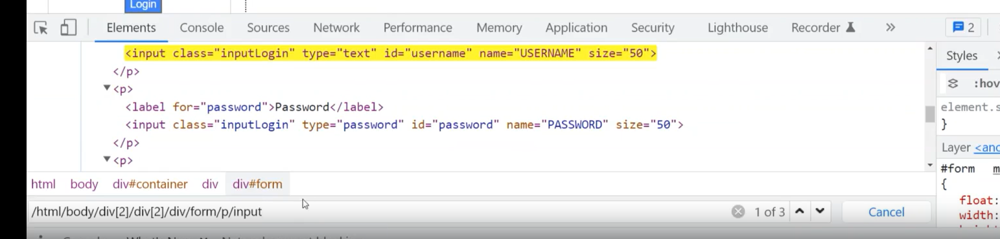 Login
Elements Console Sources Network Performance Memory Application Security Lighthouse Recorder » 2
<input class="inputLogin" type="text" id="username" name="USERNAME" size="50">
Styles
</p>
▼<p>
:hov
<label for="password">Password</label>
element.s
<input class="inputLogin" type="password" id="password" name="PASSWORD" size="50">
}
</p>
Layer <anc
▼<p>
#form m
html body div#container div div#form
{
float:
/html/body/div[2]/div[2]/div/form/p/input 1 of 3 Cancel
width: